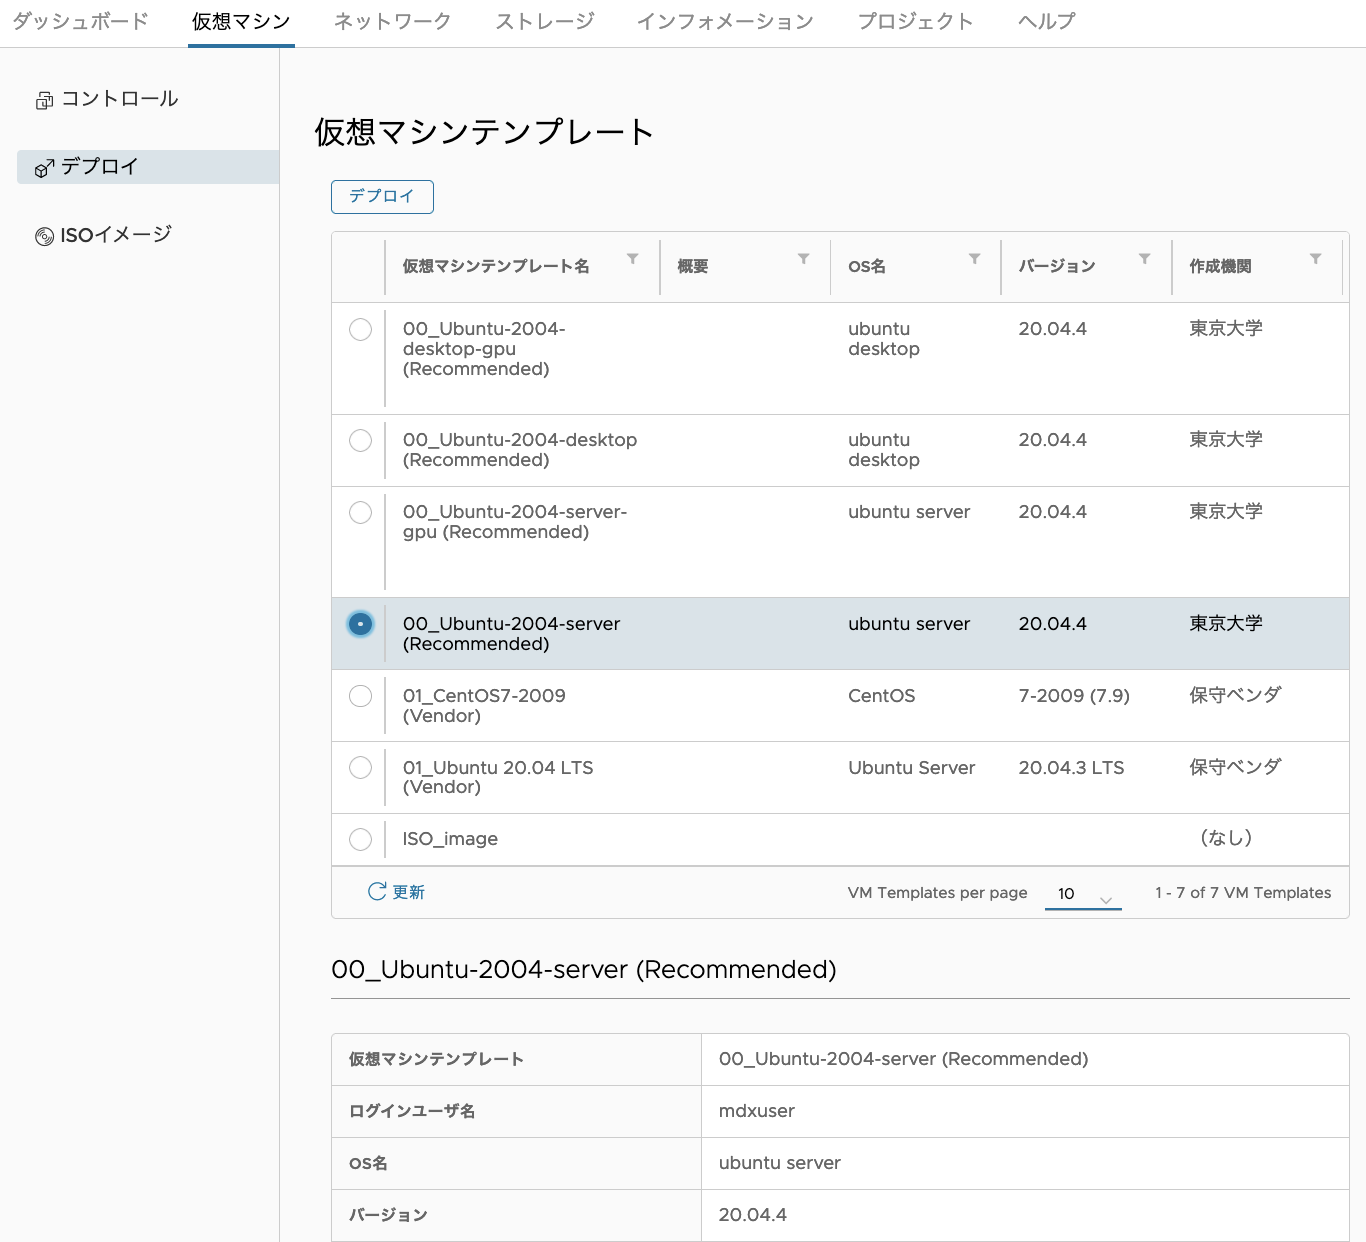 ダッシュボード 仮想マシン ネットワーク ストレージ インフォメーション プロジェクト ヘルプ
コントロール
デプロイ
ISOイメージ
仮想マシンテンプレート
デプロイ
仮想マシンテンプレート名 概要 OS名 バージョン 作成機関
00_Ubuntu-2004- ubuntu 20.04.4 東京大学
desktop-gpu desktop
(Recommended)
00_Ubuntu-2004-desktop ubuntu 20.04.4 東京大学
(Recommended) desktop
00_Ubuntu-2004-server- ubuntu server 20.04.4 東京大学
gpu (Recommended)
00_Ubuntu-2004-server ubuntu server 20.04.4 東京大学
(Recommended)
01_CentOS7-2009 CentOS 7-2009 (7.9) 保守ベンダ
(Vendor)
01_Ubuntu 20.04 LTS Ubuntu Server 20.04.3 LTS 保守ベンダ
(Vendor)
ISO_image （なし）
更新 VM Templates per page 10 1 - 7 of 7 VM Templates
00_Ubuntu-2004-server (Recommended)
仮想マシンテンプレート 00_Ubuntu-2004-server (Recommended)
ログインユーザ名 mdxuser
OS名 ubuntu server
バージョン 20.04.4